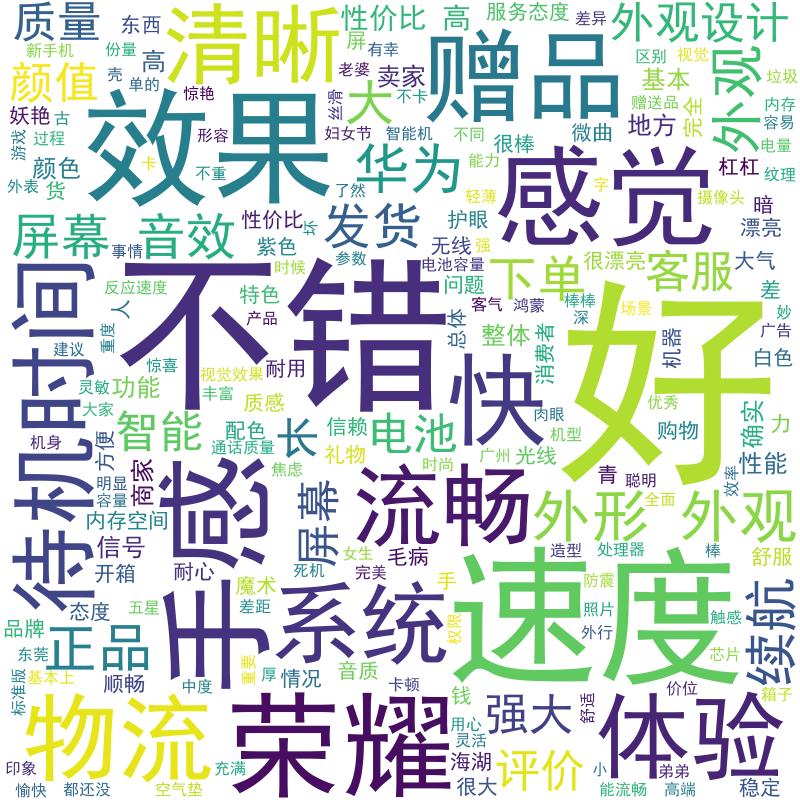 质量
东西
清晰
性价比
高
服务态度
差异
外观设计
新手机
份量
高
屏
有幸
区别
视觉
颜值
壳
单的
老婆
卖家
赠品
基本
外观
垃圾
妖艳
古
惊艳
丝滑
大
不卡
赠送品
完全
内存
容易
游戏
过程
效果
形容
妇女节
智能机
不同
很棒
微曲
地方
电量
颜色
卡
华为
能力
感觉
杠杠
纹理
外表
货
不重
了然
轻薄
字
摄像头
屏幕
音效
性价比
坏
发货
护眼
暗
漂亮
事情
紫色
参数
无线
强
很漂亮
客服
大气
待机时间
时候
电池容量
下单
反应速度
特色
问题
差
人
不错
客气
鸿蒙
棒棒
场景
妙
重度
产品
总体
深
好
广告
建议
整体
消费者
机器
惊喜
耐用
快
白色
灵敏
功能
视觉效果
丰富
大家
质感
肉眼
优秀
智能
配色
信赖
电池
机型
购物
确实
力
机身
方便
通话质量
长
礼物
时尚
广州
光线
明显
商家
焦虑
青
聪明
效率
性能
容量
手感
屏幕
流畅
外形
全面
外观
内存空间
信号
女生
毛病
造型
处理器
棒
舒服
开箱
耐心
死机
完美
态度
五星
魔术
系统
手
速度
防震
续航
品牌
正品
差距
权限
照片
触感
外行
东莞
标准版
基本上
顺畅
中度
重要
厚
情况
音质
卡顿
芯片
物流
荣耀
钱
强大
舒适
体验
价位
箱子
用心
灵活
印象
充满
海湖
评价
小
弟弟
愉快
都还没
空气垫
很大
能流畅
高端
稳定